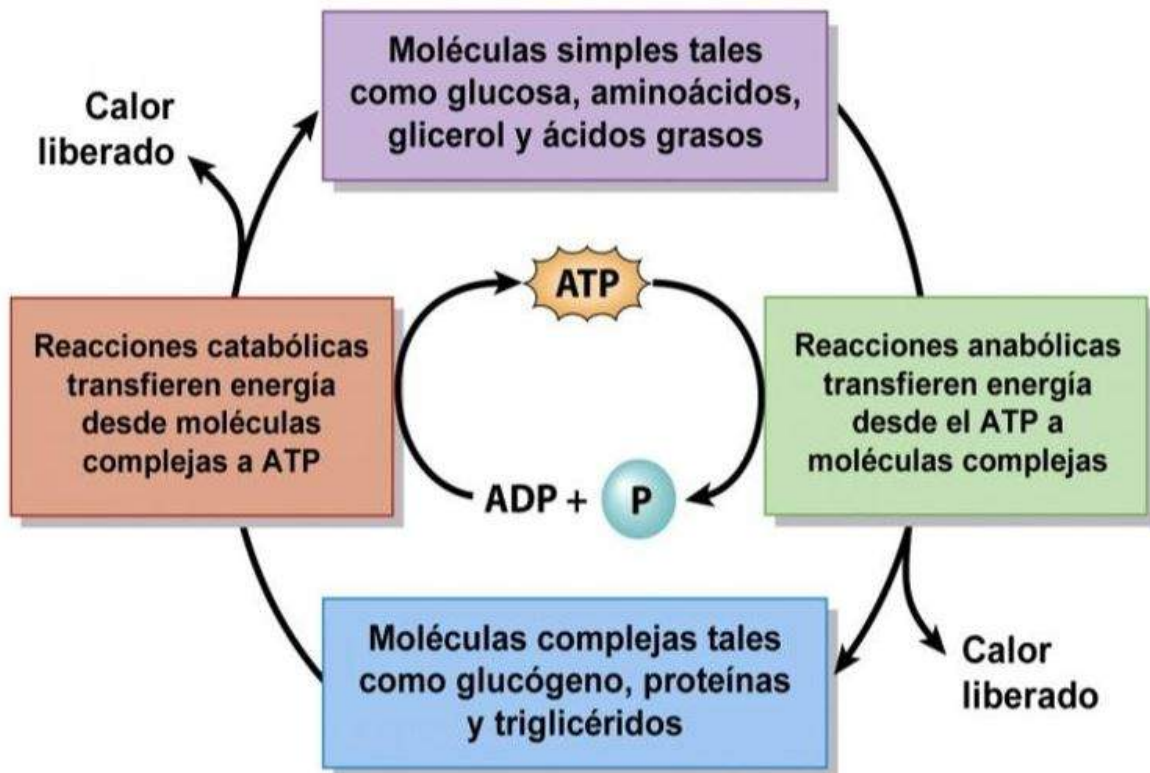 Moléculas simples tales
como glucosa, aminoácidos,
glicerol y ácidos grasos
Calor
liberado
ATP
Reacciones catabólicas
transfieren energía
desde moléculas
complejas a ATP
Reacciones anabólicas
transfieren energía
desde el ATP a
moléculas complejas
ADP + P
Moléculas complejas tales
como glucógeno, proteínas
y triglicéridos
Calor
liberado